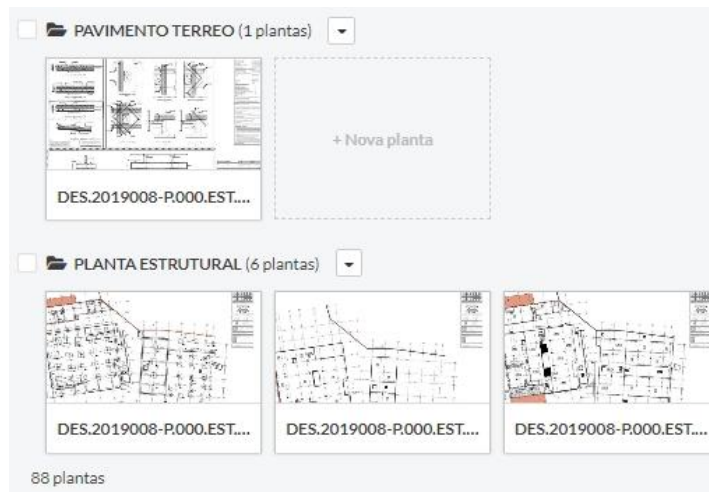 PAVIMENTO TERREO (1 plantas)
+ Nova planta
DES.2019008-P.000.EST....
PLANTA ESTRUTURAL (6 plantas)
DES.2019008-P.000.EST....
DES.2019008-P.000.EST....
DES.2019008-P.000.EST....
88 plantas